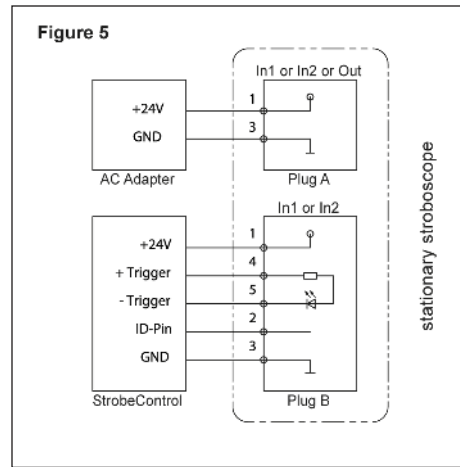 Figure 5
In1 or In2 or Out
+24V
1
GND
3
AC Adapter
Plug A
In1 or In2
+24V
1
+ Trigger
4
- Trigger
5
ID-Pin
2
GND
3
StrobeControl
Plug B
stationary stroboscope